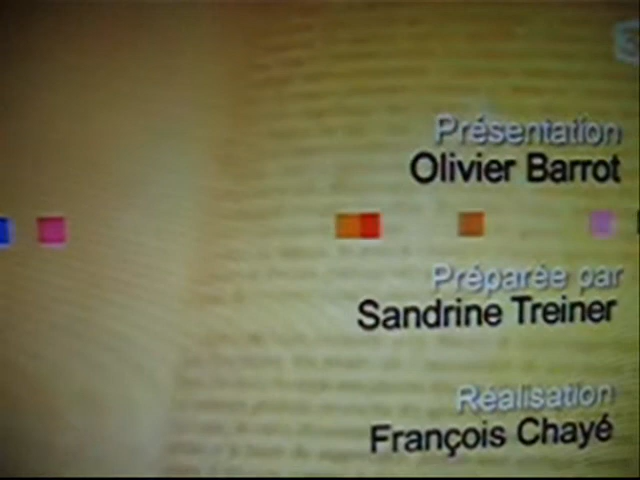 Présentation
Olivier Barrot
Préparée par
Sandrine Treiner
Réalisation
François Chayé